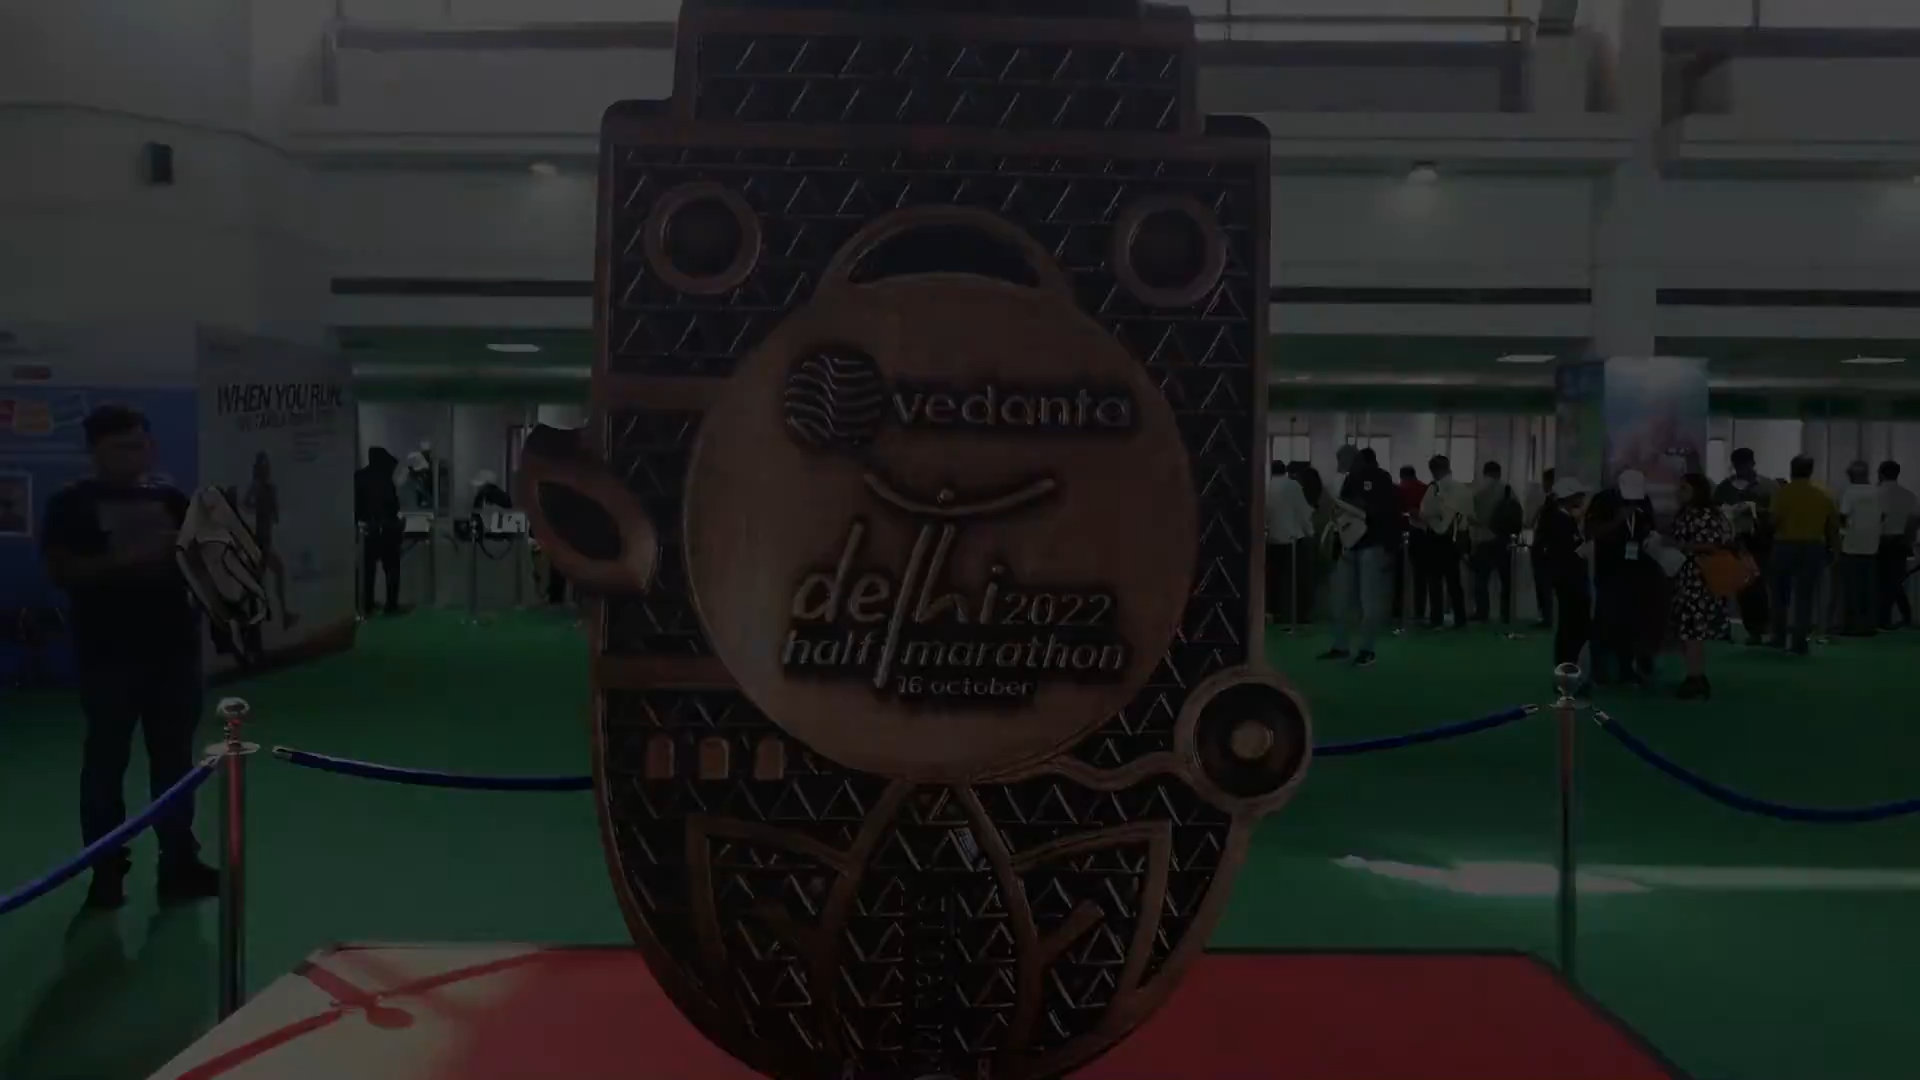 WHEN YOU RUN,
vedanta
delhi 2022
half marathon
16 october